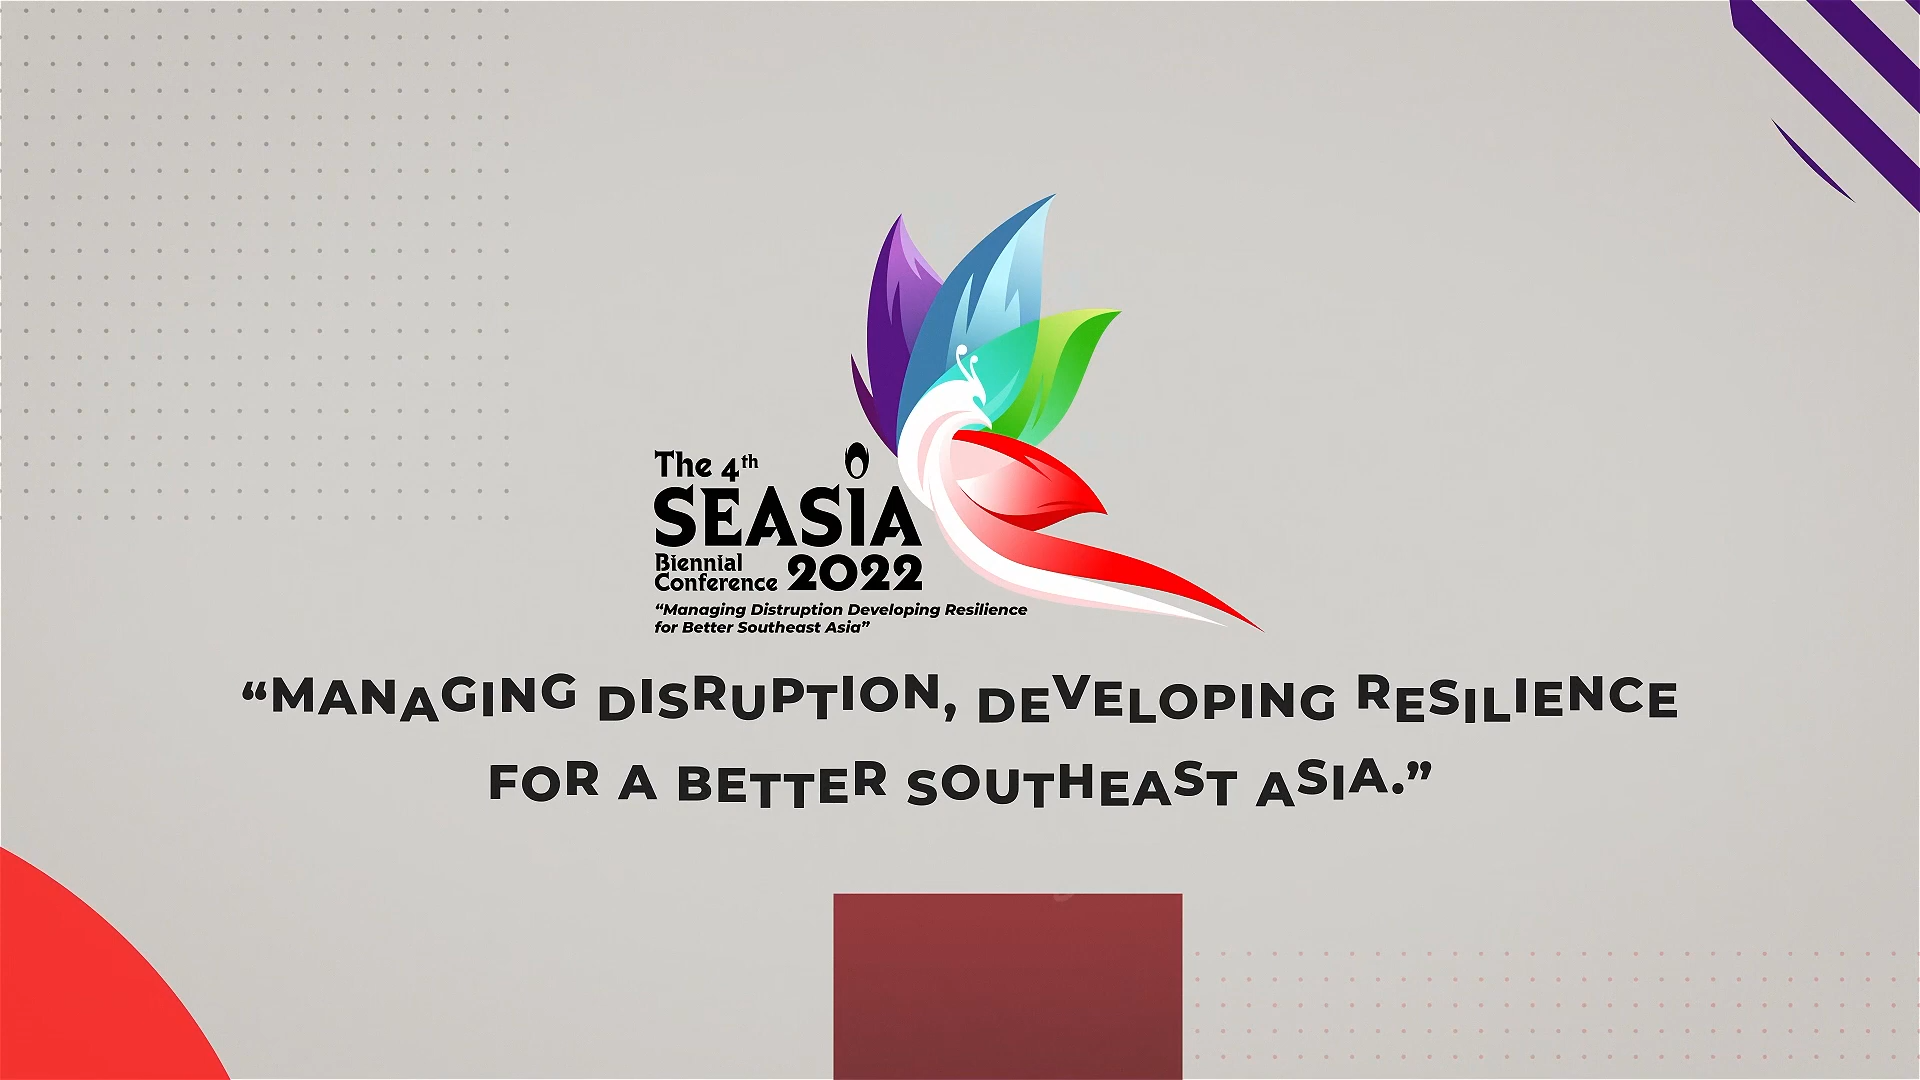 The 4th
SEASIA
Biennial
Conference 2022
“Managing Distruption Developing Resilience
for Better Southeast Asia”
“MANAGING DISRUPTION, DEVELOPING RESILIENCE
FOR A BETTER SOUTHEAST ASIA.”